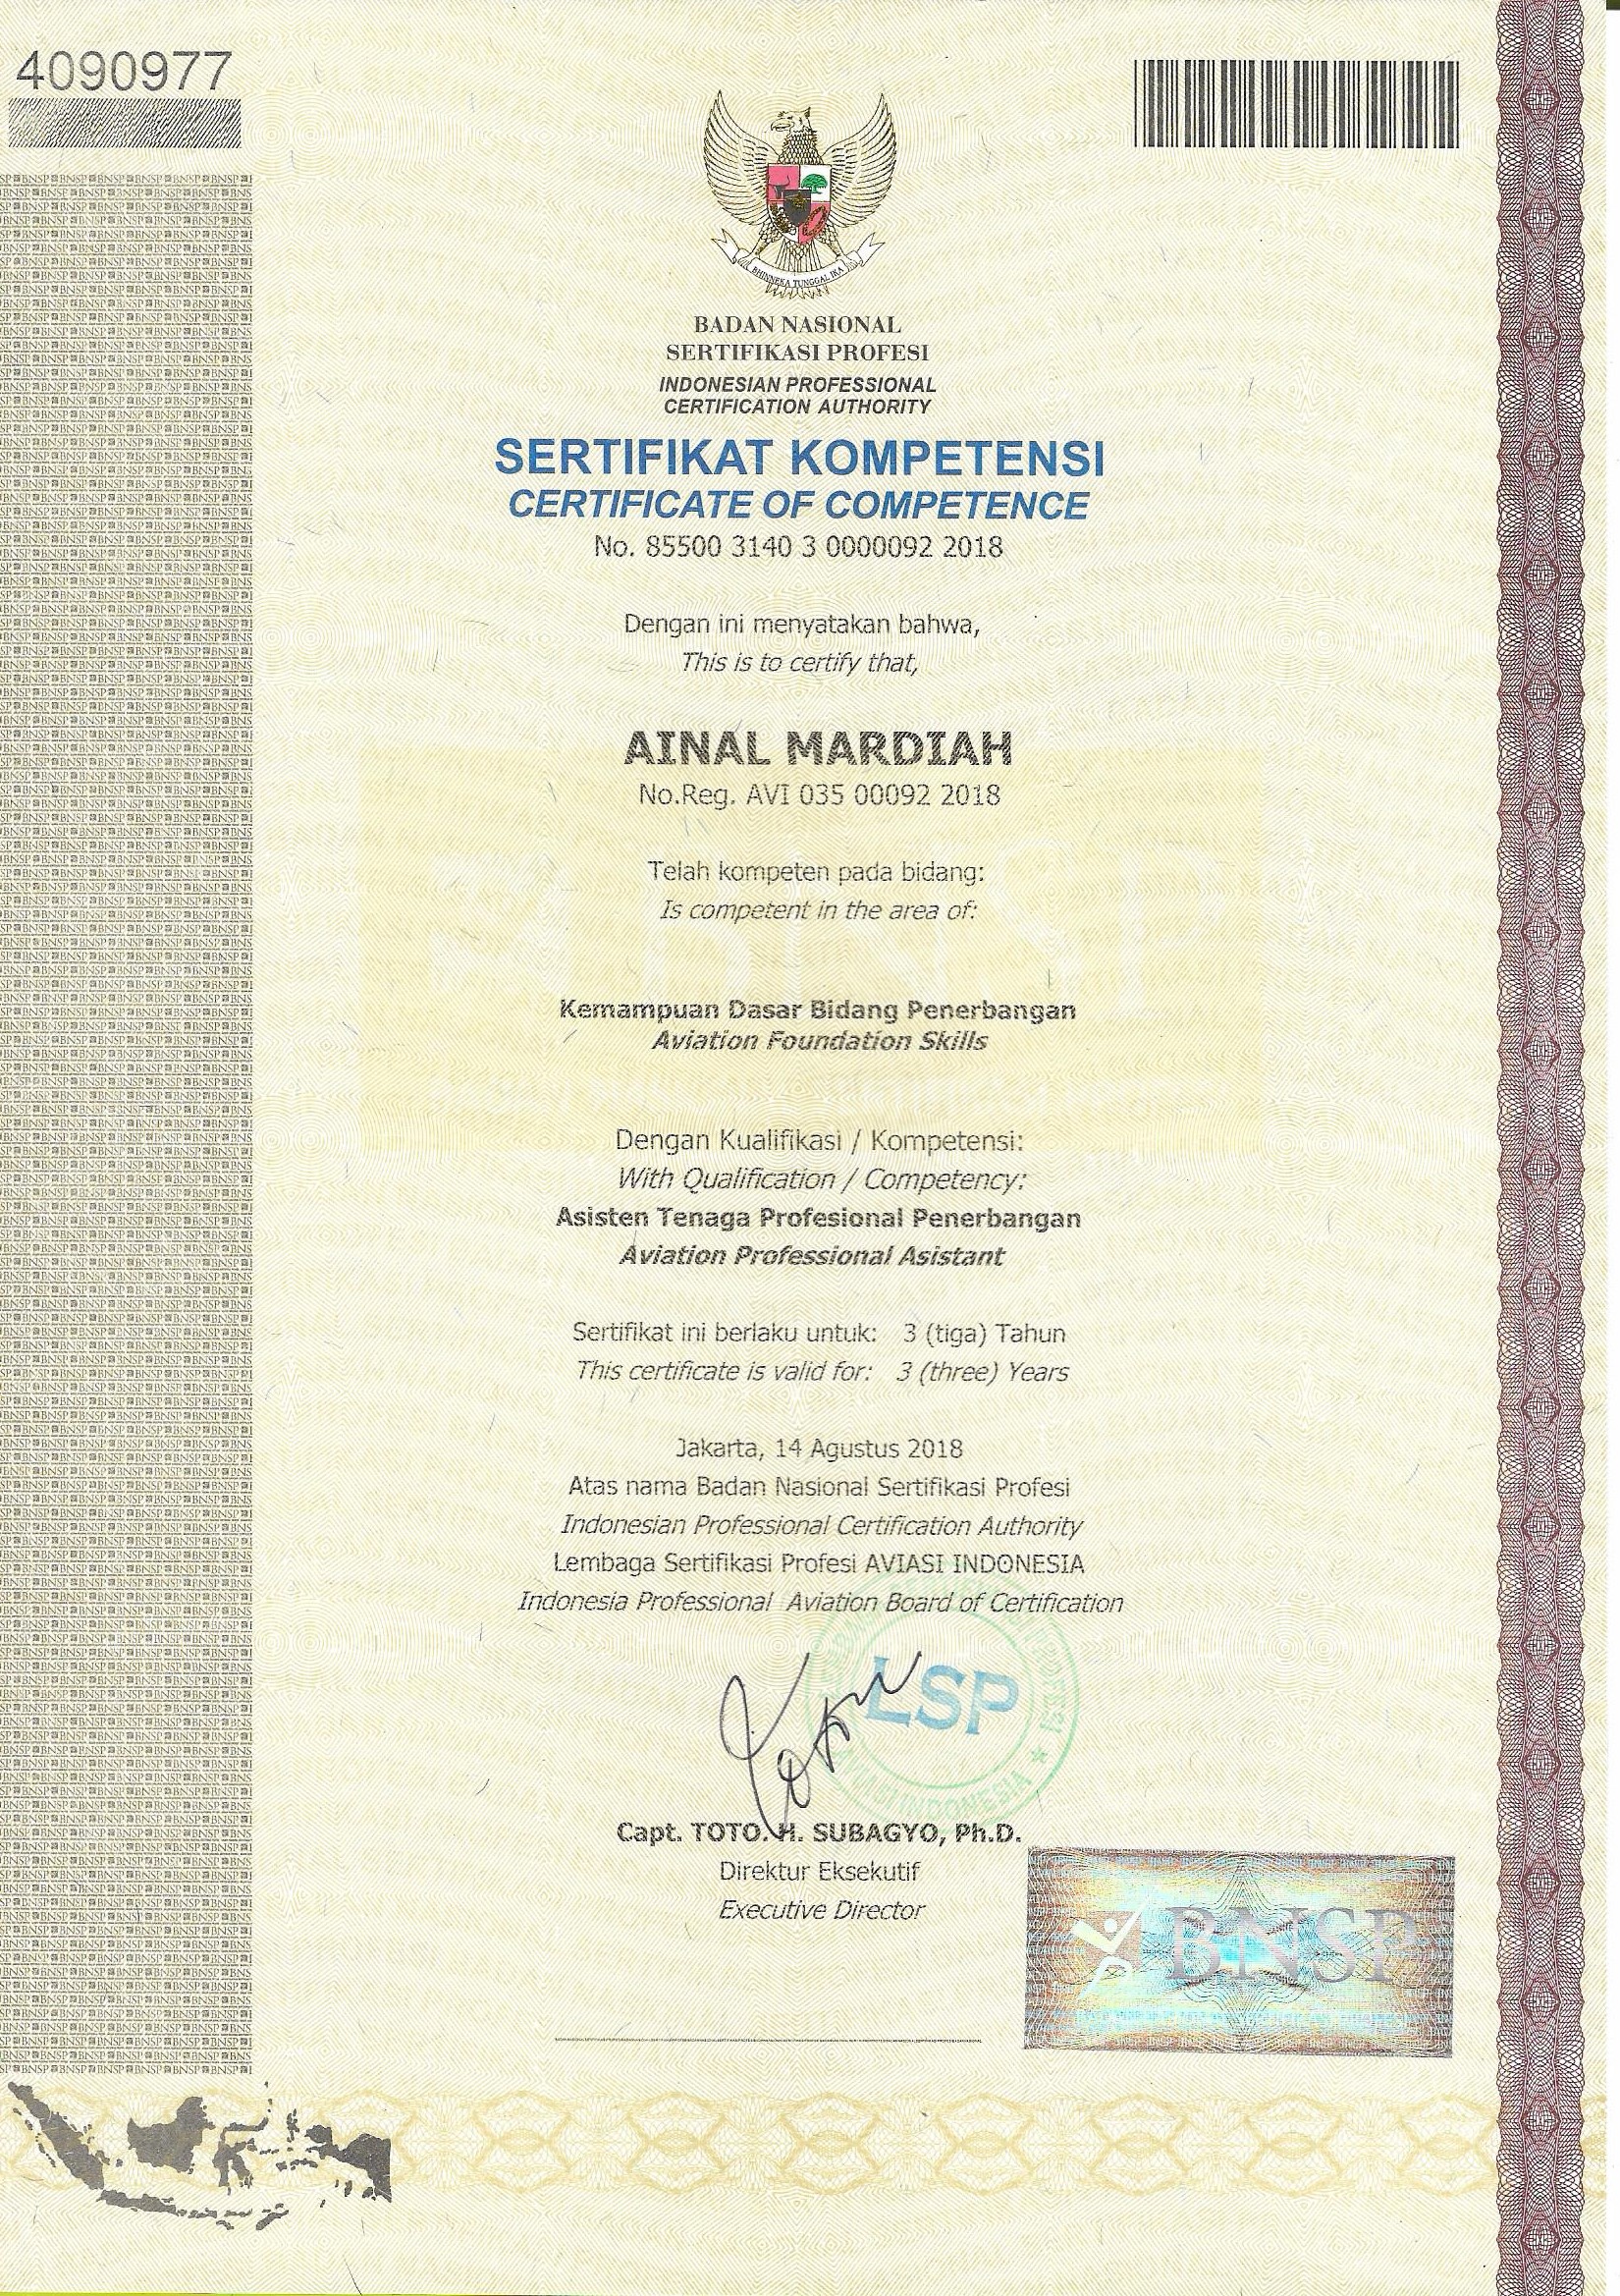 4090977
BHINNEKA TUNGGAL IKA
BADAN NASIONAL
SERTIFIKASI PROFESI
INDONESIAN PROFESSIONAL
CERTIFICATION AUTHORITY
SERTIFIKAT KOMPETENSI
CERTIFICATE OF COMPETENCE
No. 85500 3140 3 0000092 2018
Dengan ini menyatakan bahwa,
This is to certify that,
AINAL MARDIAH
No.Reg. AVI 035 00092 2018
Telah kompeten pada bidang:
Is competent in the area of:
Kemampuan Dasar Bidang Penerbangan
Aviation Foundation Skills
Dengan Kualifikasi / Kompetensi:
With Qualification / Competency:
Asisten Tenaga Profesional Penerbangan
Aviation Professional Asistant
Sertifikat ini berlaku untuk: 3 (tiga) Tahun
This certificate is valid for: 3 (three) Years
Jakarta, 14 Agustus 2018
Atas nama Badan Nasional Sertifikasi Profesi
Indonesian Professional Certification Authority
Lembaga Sertifikasi Profesi AVIASI INDONESIA
Indonesia Professional Aviation Board of Certification
LSP
INDONESIA
Capt. TOTO. H. SUBAGYO, Ph.D.
Direktur Eksekutif
Executive Director
BNSP